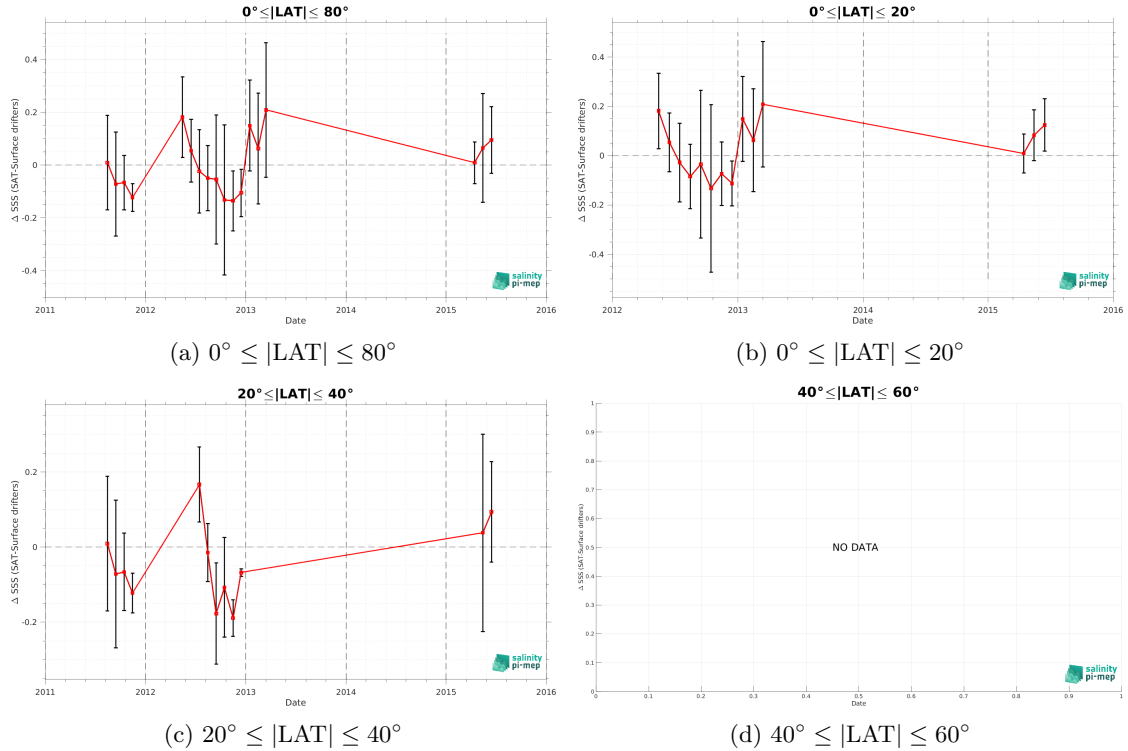 0°≤|LAT|≤ 80°
Δ SSS (SAT-Surface drifters)
0.4
0.2
0
-0.2
-0.4
salinity
pi-mep
2011 2012 2013 2014 2015 2016
Date
(a) 0° ≤ |LAT| ≤ 80°
0°≤|LAT|≤ 20°
Δ SSS (SAT-Surface drifters)
0.4
0.2
0
-0.2
-0.4
salinity
pi-mep
2012 2013 2014 2015 2016
Date
(b) 0° ≤ |LAT| ≤ 20°
20°≤|LAT|≤ 40°
Δ SSS (SAT-Surface drifters)
0.2
0
-0.2
salinity
pi-mep
2011 2012 2013 2014 2015 2016
Date
(c) 20° ≤ |LAT| ≤ 40°
40°≤|LAT|≤ 60°
Δ SSS (SAT-Surface drifters)
1
0.9
0.8
0.7
0.6
0.5
0.4
0.3
0.2
0.1
0
NO DATA
salinity
pi-mep
0 0.1 0.2 0.3 0.4 0.5 0.6 0.7 0.8 0.9 1
Date
(d) 40° ≤ |LAT| ≤ 60°